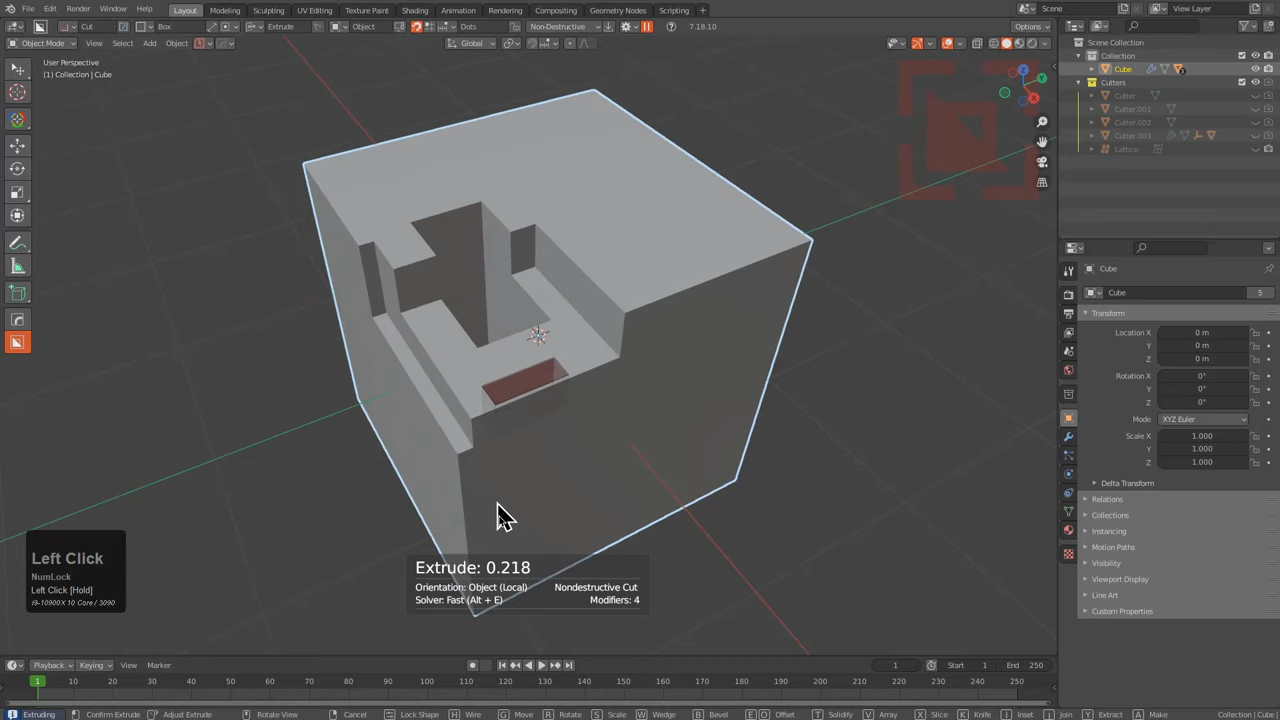 File Edit Render Window Help Layout Modeling Sculpting UV Editing Texture Paint Shading Animation Rendering Compositing Geometry Nodes Scripting Scene View Layer
Cut Box Extrude Object Dots Non-Destructive 7.18.10 Options
Object Mode View Select Add Object Global
User Perspective
(1) Collection | Cube
Z
Y
X
Scene Collection
Collection
Cube
Cutters
Cutter
Cutter.001
Cutter.002
Cutter.003
Lattice
Cube
Cube 5
Transform
Location X 0 m
Y 0 m
Z 0 m
Rotation X 0°
Y 0°
Z 0°
Mode XYZ Euler
Scale X 1.000
Y 1.000
Z 1.000
Delta Transform
Relations
Collections
Instancing
Motion Paths
Visibility
Viewport Display
Line Art
Custom Properties
Left Click
NumLock
Left Click [Hold]
i9-10900X 10 Core / 3090
Extrude: 0.218
Orientation: Object (Local) Nondestructive Cut
Solver: Fast (Alt + E) Modifiers: 4
Playback Keying View Marker 1 Start 1 End 250
1 10 20 30 40 50 60 70 80 90 100 110 120 130 140 150 160 170 180 190 200 210 220 230 240 250
Extruding Confirm Extrude Adjust Extrude Rotate View Cancel Lock Shape H Wire G Move R Rotate S Scale W Wedge B Bevel E O Offset T Solidify V Array X Slice K Knife I Inset J Join Y Extract A Make Collection | Cube